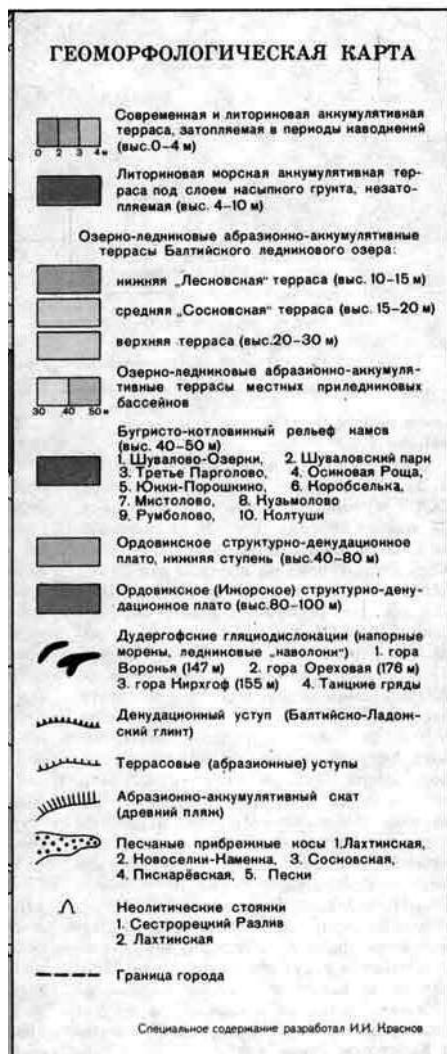 ГЕОМОРФОЛОГИЧЕСКАЯ КАРТА
Современная и литориновая аккумулятивная
терраса, затопляемая в периоды наводнений
(выс.0-4 м)
0 2 3 4м
Литориновая морская аккумулятивная тер-
раса под слоем насыпного грунта, незато-
пляемая (выс. 4-10 м)
Озерно-ледниковые абразионно-аккумулятивные
террасы Балтийского ледникового озера:
нижняя „Лесновская" терраса (выс. 10-15 м)
средняя „Сосновская" терраса (выс. 15-20 м)
верхняя терраса (выс.20-30 м)
Озерно-ледниковые абразионно-аккумуля-
тивные террасы местных приледниковых
бассейнов
30 40 50м
Бугристо-котловинный рельеф камов
(выс. 40-50 м)
1. Шувалово-Озерки, 2. Шуваловский парк
3. Третье Парголово, 4. Осиновая Роща,
5. Юкки-Порошкино, 6. Коробселька,
7. Мистолово, 8. Кузьмолово
9. Румболово, 10. Колтуши
Ордовикское структурно-денудационное
плато, нижняя ступень (выс.40-80 м)
Ордовикское (Ижорское) структурно-дену-
дационное плато (выс.80-100 м)
Дудергофские гляциодислокации (напорные
морены, ледниковые „наволоки") 1. гора
Воронья (147 м) 2. гора Ореховая (176 м)
3. гора Кирхгоф (155 м) 4. Таицкие гряды
Денудационный уступ (Балтийско-Ладож-
ский глинт)
Террасовые (абразионные) уступы
Абразионно-аккумулятивный скат
(древний пляж)
Песчаные прибрежные косы 1.Лахтинская,
2. Новоселки-Каменка, 3. Сосновская,
4. Пискарёвская, 5. Пески
Неолитические стоянки
1. Сестрорецкий Разлив
2. Лахтинская
Граница города
Специальное содержание разработал И.И. Краснов